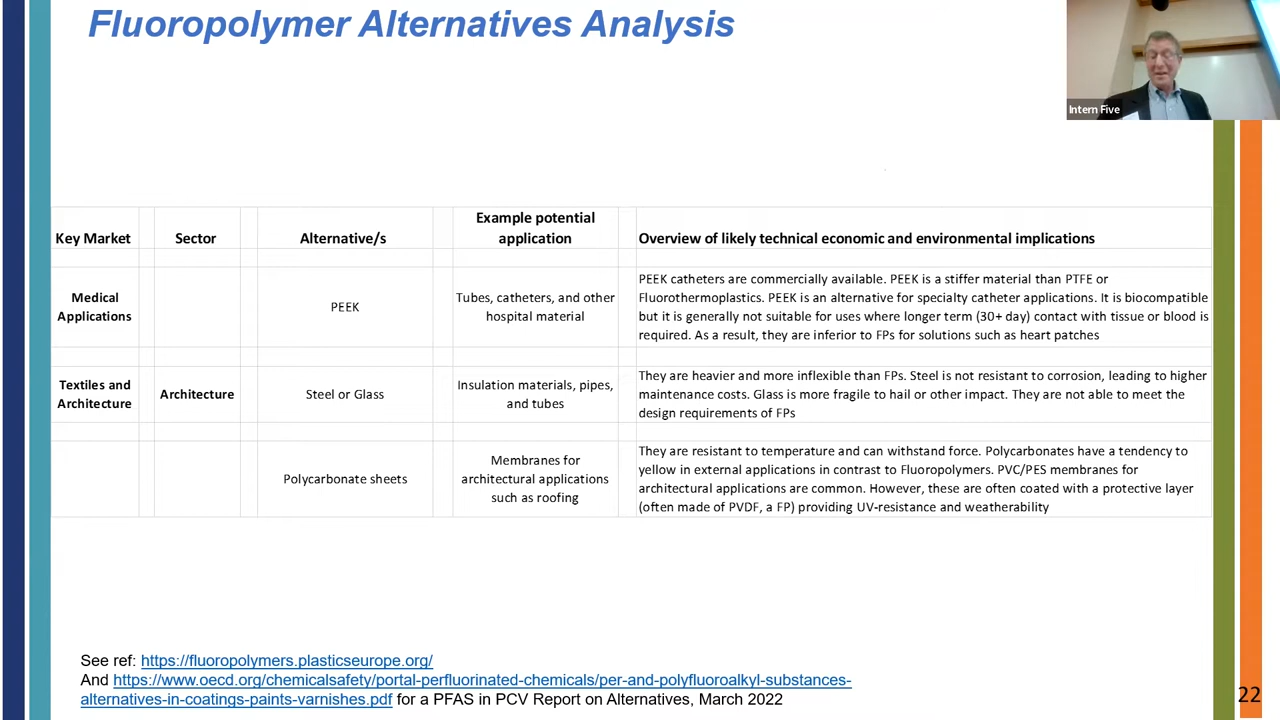 Fluoropolymer Alternatives Analysis
Intern Five
Key Market
Sector
Alternative/s
Example potential
application
Overview of likely technical economic and environmental implications
Medical
Applications
PEEK
Tubes, catheters, and other
hospital material
PEEK catheters are commercially available. PEEK is a stiffer material than PTFE or
Fluorothermoplastics. PEEK is an alternative for specialty catheter applications. It is biocompatible
but it is generally not suitable for uses where longer term (30+ day) contact with tissue or blood is
required. As a result, they are inferior to FPs for solutions such as heart patches
Textiles and
Architecture
Architecture
Steel or Glass
Insulation materials, pipes,
and tubes
They are heavier and more inflexible than FPs. Steel is not resistant to corrosion, leading to higher
maintenance costs. Glass is more fragile to hail or other impact. They are not able to meet the
design requirements of FPs
Polycarbonate sheets
Membranes for
architectural applications
such as roofing
They are resistant to temperature and can withstand force. Polycarbonates have a tendency to
yellow in external applications in contrast to Fluoropolymers. PVC/PES membranes for
architectural applications are common. However, these are often coated with a protective layer
(often made of PVDF, a FP) providing UV-resistance and weatherability
See ref: https://fluoropolymers.plasticseurope.org/
And https://www.oecd.org/chemicalsafety/portal-perfluorinated-chemicals/per-and-polyfluoroalkyl-substances-
alternatives-in-coatings-paints-varnishes.pdf for a PFAS in PCV Report on Alternatives, March 2022
22